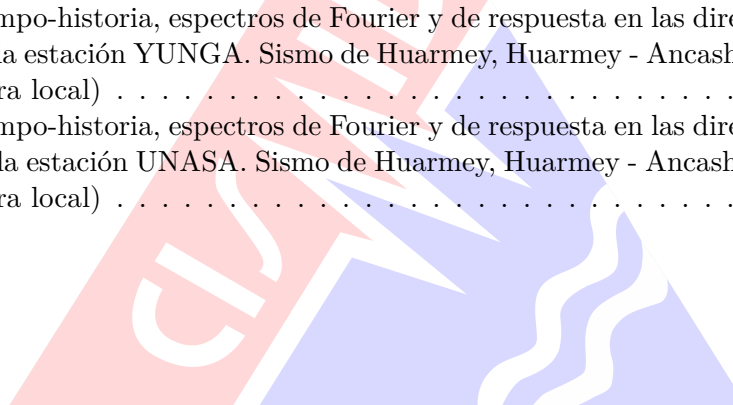 mpo-historia, espectros de Fourier y de respuesta en las dire
la estación YUNGA. Sismo de Huarmey, Huarmey - Ancash
ra local) . . . . . . . . . . . . . . . . . . . . . . . . . . . .
mpo-historia, espectros de Fourier y de respuesta en las dire
la estación UNASA. Sismo de Huarmey, Huarmey - Ancash
ra local) . . . . . . . . . . . . . . . . . . . . . . . . . . . .
CISMID